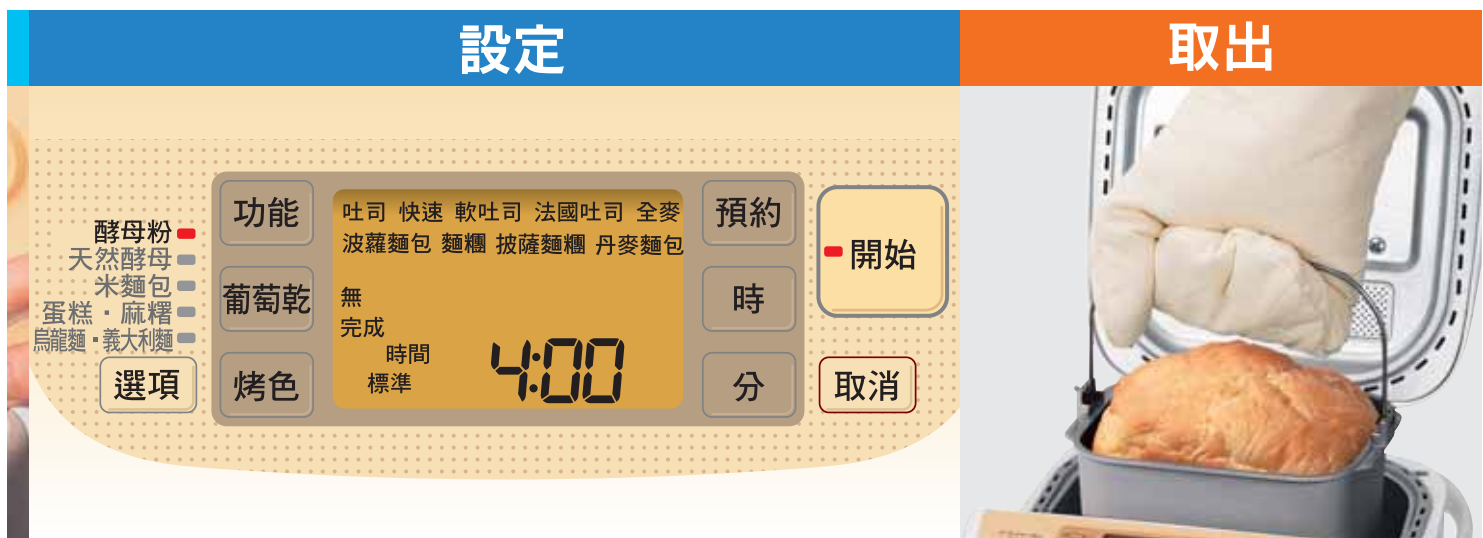 設定
取出
酵母粉
天然酵母
米麵包
蛋糕・麻糬
烏龍麵・義大利麵
選項
功能
葡萄乾
烤色
吐司 快速 軟吐司 法國吐司 全麥
波蘿麵包 麵糰 披薩麵糰 丹麥麵包
無
完成
時間
標準
4:00
預約
時
分
開始
取消